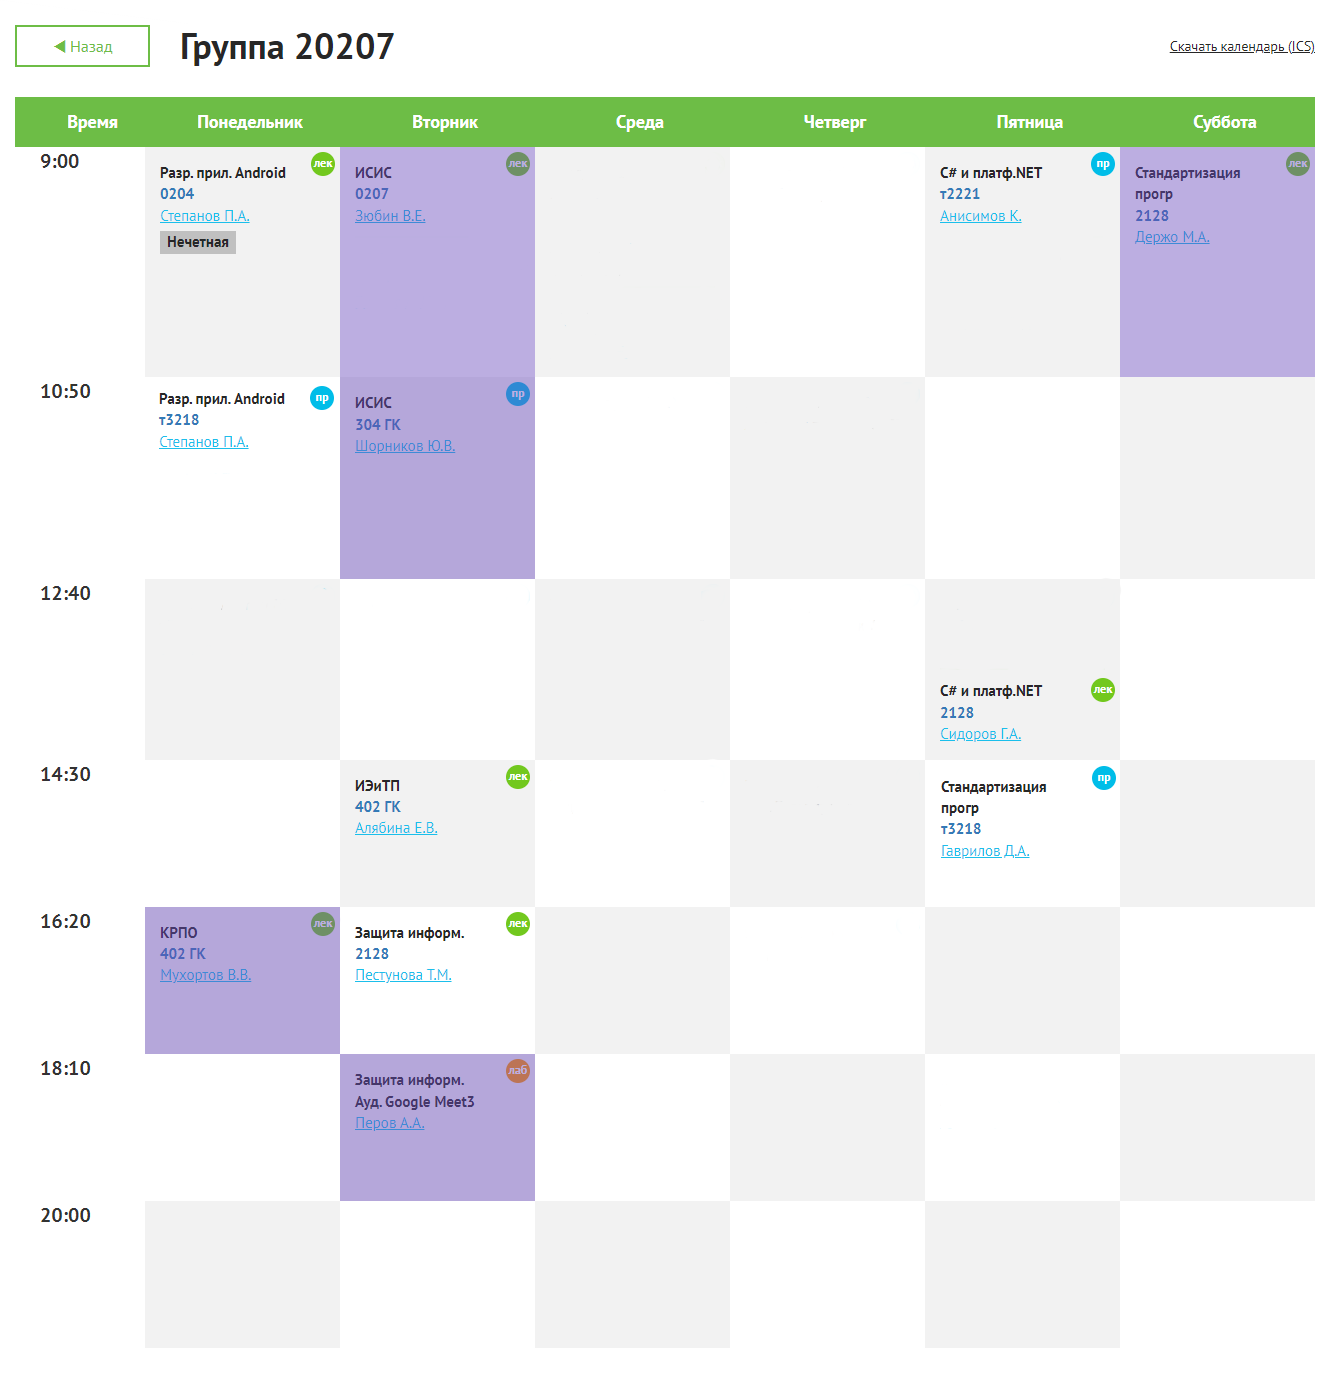 Назад
Группа 20207
Скачать календарь (ICS)
Время Понедельник Вторник Среда Четверг Пятница Суббота
9:00
Разр. прил. Android
лек
0204
Степанов П.А.
Нечетная
ИСИС
лек
0207
Зюбин В.Е.
C# и платф.NET
пр
т2221
Анисимов К.
Стандартизация
прогр
лек
2128
Держо М.А.
10:50
Разр. прил. Android
пр
т3218
Степанов П.А.
ИСИС
пр
304 ГК
Шорников Ю.В.
12:40
C# и платф.NET
лек
2128
Сидоров Г.А.
14:30
ИЭиТП
лек
402 ГК
Алябина Е.В.
Стандартизация
прогр
пр
т3218
Гаврилов Д.А.
16:20
КРПО
лек
402 ГК
Мухортов В.В.
Защита информ.
лек
2128
Пестунова Т.М.
18:10
Защита информ.
лаб
Ауд. Google Meet3
Перов А.А.
20:00